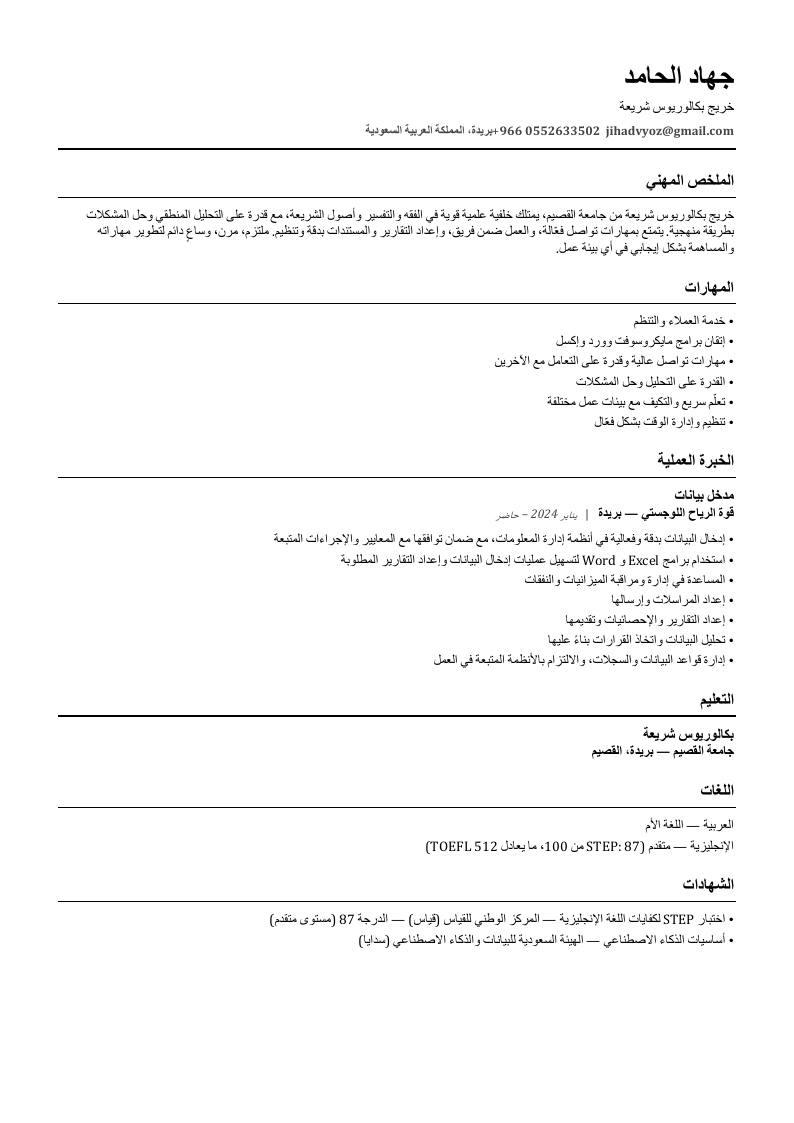 جهاد الحامد
خريج بكالوريوس شريعة
jihadvyoz@gmail.com 966 0552633502+بريدة، المملكة العربية السعودية
الملخص المهني
خريج بكالوريوس شريعة من جامعة القصيم، يمتلك خلفية علمية قوية في الفقه والتفسير وأصول الشريعة، مع قدرة على التحليل المنطقي وحل المشكلات
بطريقة منهجية. يتمتع بمهارات تواصل فعّالة، والعمل ضمن فريق، وإعداد التقارير والمستندات بدقة وتنظيم. ملتزم، مرن، وساعٍ دائم لتطوير مهاراته
والمساهمة بشكل إيجابي في أي بيئة عمل.
المهارات
• خدمة العملاء والتنظم
• إتقان برامج مايكروسوفت وورد وإكسل
• مهارات تواصل عالية وقدرة على التعامل مع الآخرين
• القدرة على التحليل وحل المشكلات
• تعلّم سريع والتكيف مع بيئات عمل مختلفة
• تنظيم وإدارة الوقت بشكل فعّال
الخبرة العملية
مدخل بيانات
قوة الرياح اللوجستي — بريدة | يناير 2024 – حاضر
• إدخال البيانات بدقة وفعالية في أنظمة إدارة المعلومات، مع ضمان توافقها مع المعايير والإجراءات المتبعة
• استخدام برامج Excel و Word لتسهيل عمليات إدخال البيانات وإعداد التقارير المطلوبة
• المساعدة في إدارة ومراقبة الميزانيات والنفقات
• إعداد المراسلات وإرسالها
• إعداد التقارير والإحصائيات وتقديمها
• تحليل البيانات واتخاذ القرارات بناءً عليها
• إدارة قواعد البيانات والسجلات، والالتزام بالأنظمة المتبعة في العمل
التعليم
بكالوريوس شريعة
جامعة القصيم — بريدة، القصيم
اللغات
العربية — اللغة الأم
الإنجليزية — متقدم (STEP: 87 من 100، ما يعادل TOEFL 512)
الشهادات
• اختبار STEP لكفايات اللغة الإنجليزية — المركز الوطني للقياس (قياس) — الدرجة 87 (مستوى متقدم)
• أساسيات الذكاء الاصطناعي — الهيئة السعودية للبيانات والذكاء الاصطناعي (سدايا)